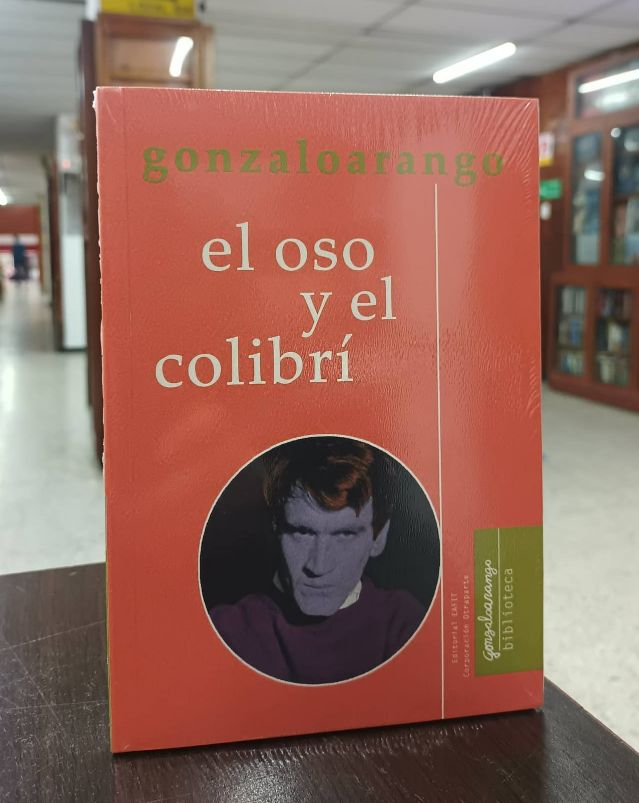 gonzaloarango
el oso
y el
colibrí
Editorial EAFIT
Corporación Otraparte
gonzaloarango
biblioteca